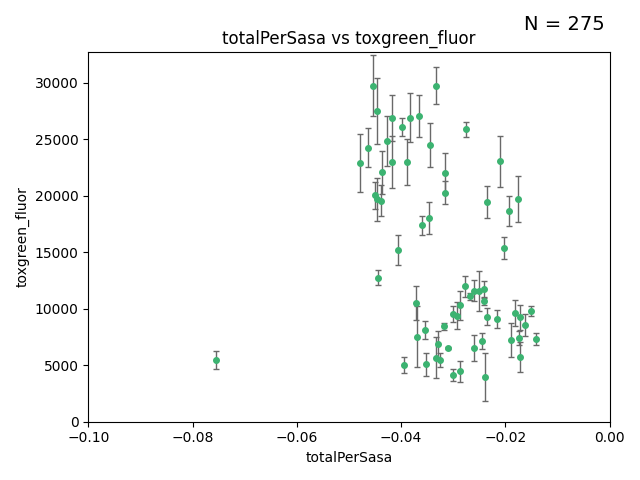 N = 275
totalPerSasa vs toxgreen_fluor
30000
25000
20000
15000
10000
5000
0
toxgreen_fluor
−0.10 −0.08 −0.06 −0.04 −0.02 0.00
totalPerSasa